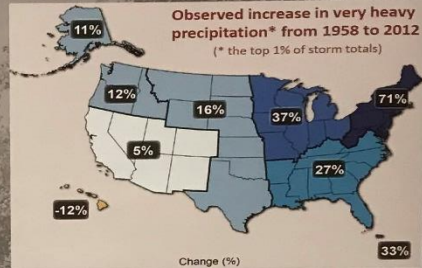 Observed increase in very heavy
precipitation* from 1958 to 2012
(* the top 1% of storm totals)
11%
12%
16%
37%
71%
5%
27%
-12%
33%
Change (%)